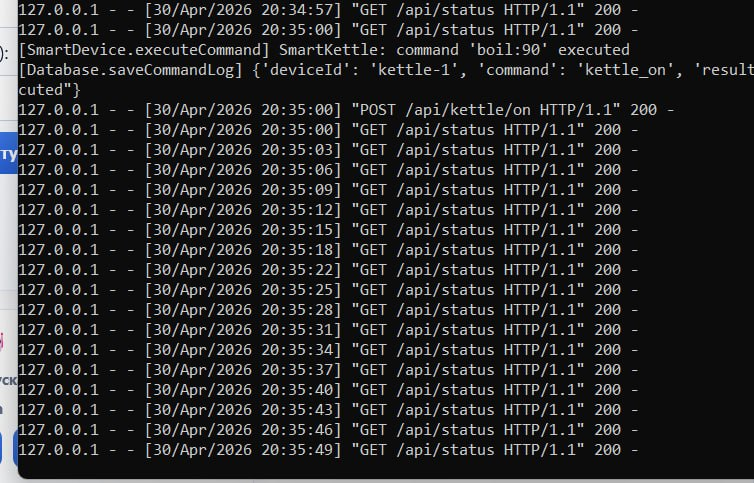 127.0.0.1 - - [30/Apr/2026 20:34:57] "GET /api/status HTTP/1.1" 200 -
127.0.0.1 - - [30/Apr/2026 20:35:00] "GET /api/status HTTP/1.1" 200 -
[SmartDevice.executeCommand] SmartKettle: command 'boil:90' executed
[Database.saveCommandLog] {'deviceId': 'kettle-1', 'command': 'kettle_on', 'result
cuted"}
127.0.0.1 - - [30/Apr/2026 20:35:00] "POST /api/kettle/on HTTP/1.1" 200 -
127.0.0.1 - - [30/Apr/2026 20:35:00] "GET /api/status HTTP/1.1" 200 -
127.0.0.1 - - [30/Apr/2026 20:35:03] "GET /api/status HTTP/1.1" 200 -
127.0.0.1 - - [30/Apr/2026 20:35:06] "GET /api/status HTTP/1.1" 200 -
127.0.0.1 - - [30/Apr/2026 20:35:09] "GET /api/status HTTP/1.1" 200 -
127.0.0.1 - - [30/Apr/2026 20:35:12] "GET /api/status HTTP/1.1" 200 -
127.0.0.1 - - [30/Apr/2026 20:35:15] "GET /api/status HTTP/1.1" 200 -
127.0.0.1 - - [30/Apr/2026 20:35:18] "GET /api/status HTTP/1.1" 200 -
127.0.0.1 - - [30/Apr/2026 20:35:22] "GET /api/status HTTP/1.1" 200 -
127.0.0.1 - - [30/Apr/2026 20:35:25] "GET /api/status HTTP/1.1" 200 -
127.0.0.1 - - [30/Apr/2026 20:35:28] "GET /api/status HTTP/1.1" 200 -
127.0.0.1 - - [30/Apr/2026 20:35:31] "GET /api/status HTTP/1.1" 200 -
127.0.0.1 - - [30/Apr/2026 20:35:34] "GET /api/status HTTP/1.1" 200 -
127.0.0.1 - - [30/Apr/2026 20:35:37] "GET /api/status HTTP/1.1" 200 -
127.0.0.1 - - [30/Apr/2026 20:35:40] "GET /api/status HTTP/1.1" 200 -
127.0.0.1 - - [30/Apr/2026 20:35:43] "GET /api/status HTTP/1.1" 200 -
127.0.0.1 - - [30/Apr/2026 20:35:46] "GET /api/status HTTP/1.1" 200 -
127.0.0.1 - - [30/Apr/2026 20:35:49] "GET /api/status HTTP/1.1" 200 -